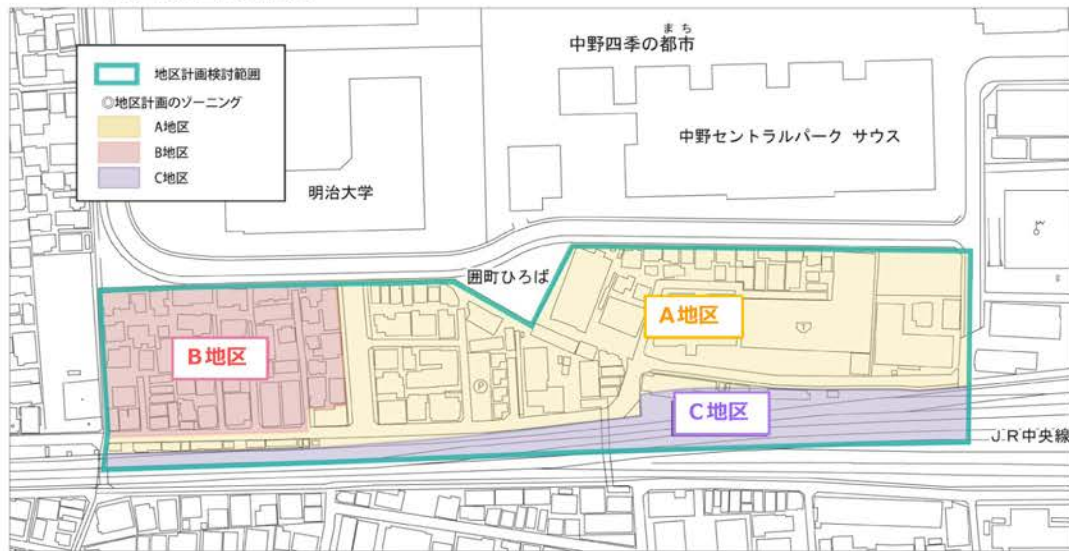 まち
中野四季の都市
地区計画検討範囲
◎地区計画のゾーニング
A地区
B地区
C地区
中野セントラルパーク サウス
明治大学
囲町ひろば
A地区
B地区
P
C地区
JR中央線